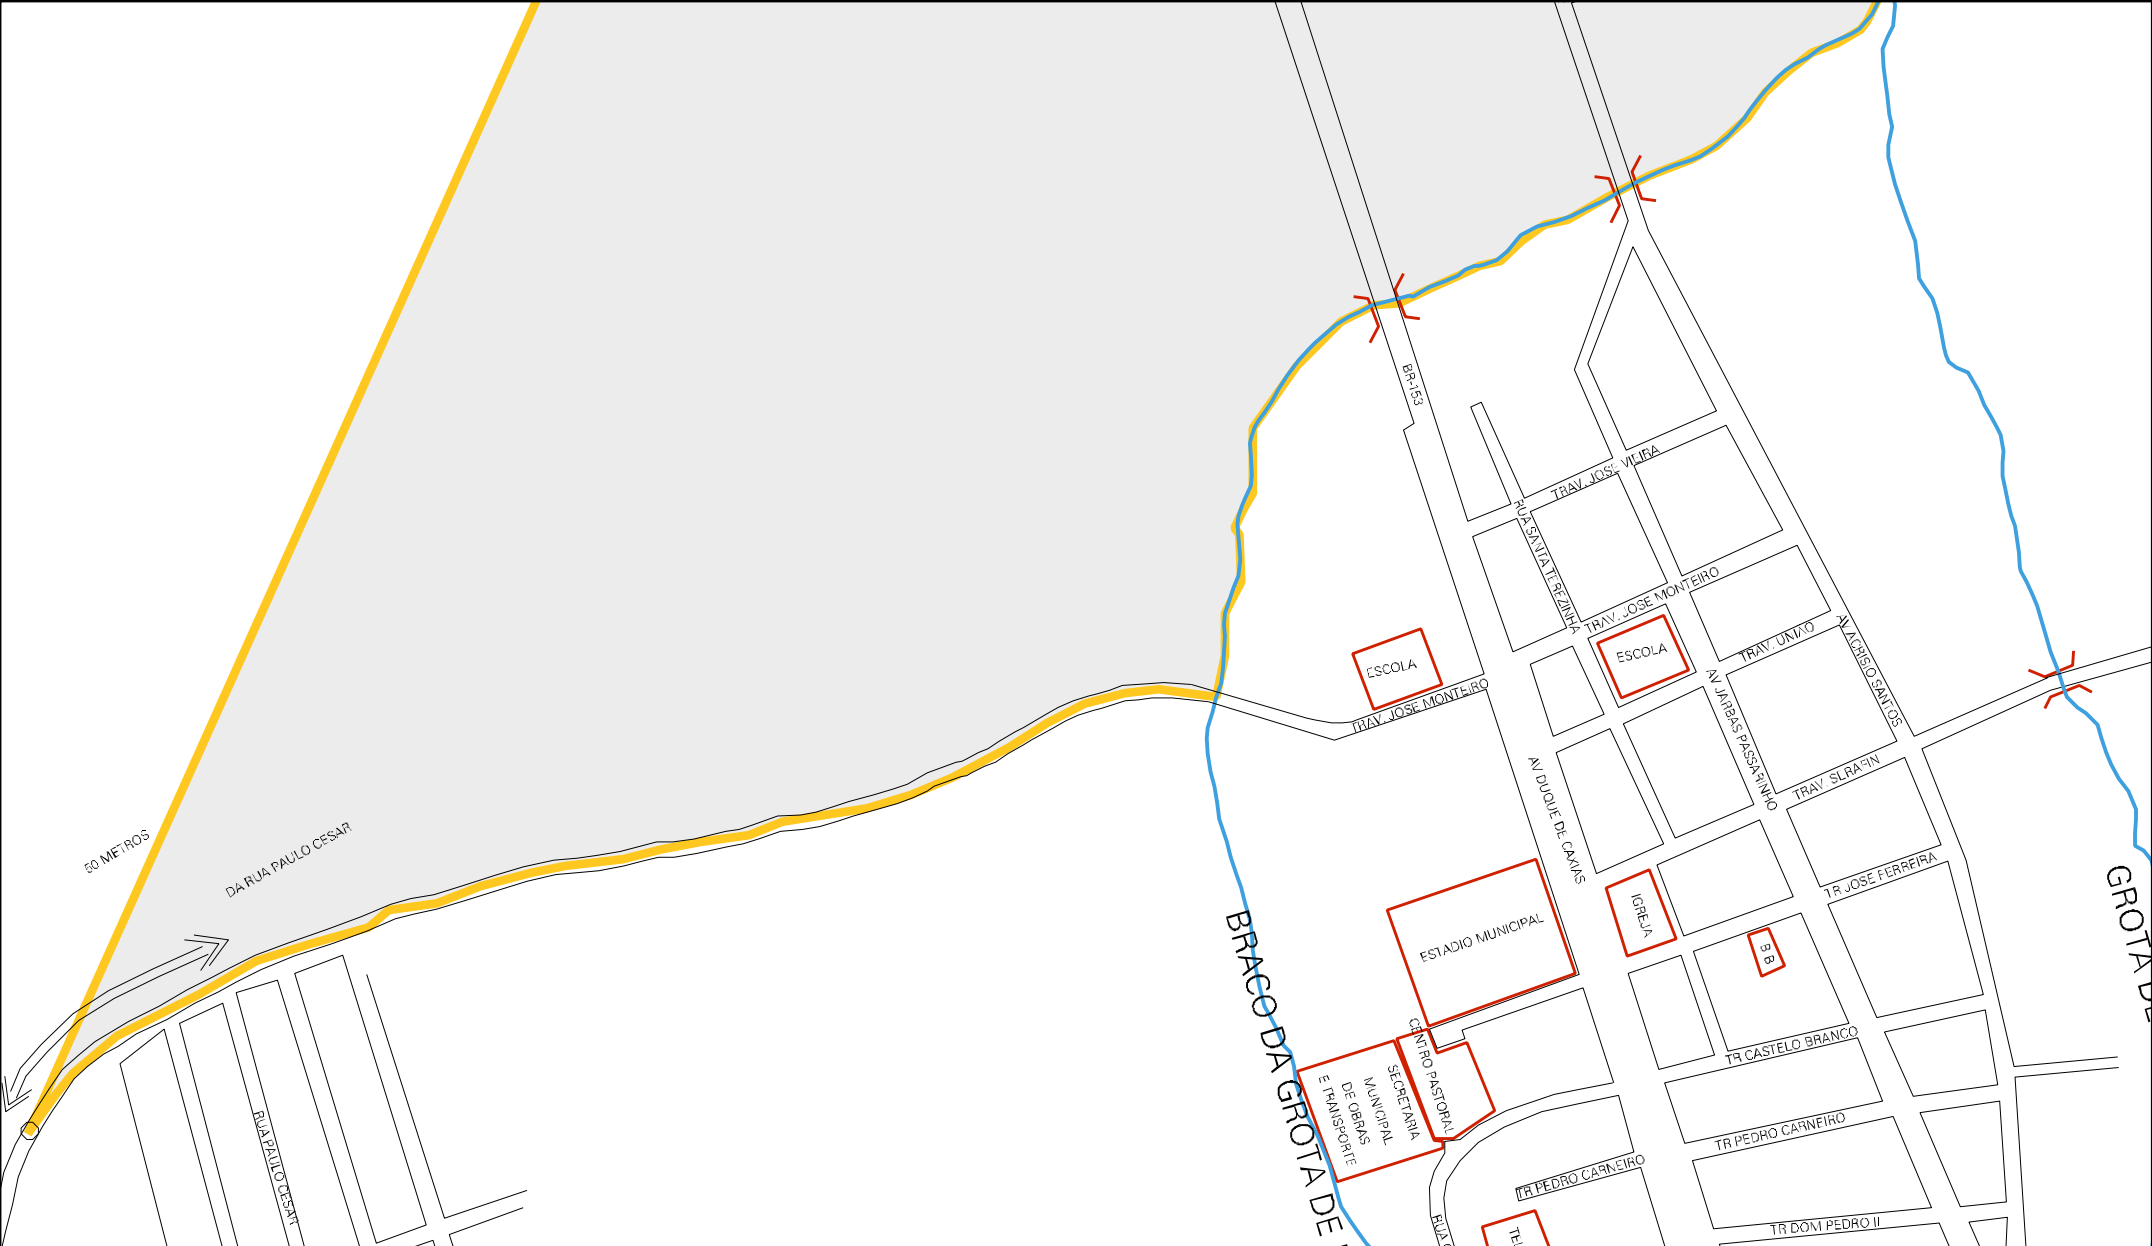 BR-153
TRAV. JOSE VIEIRA
RUA SANTA TEREZINHA
TRAV. JOSE MONTEIRO
ESCOLA
ESCOLA
TRAV. UNIAO
AV ACRISIO SANTOS
TRAV. JOSE MONTEIRO
AV JARBAS PASSARINHO
AV DUQUE DE CAXIAS
TRAV. SERAFIN
50 METROS
DA RUA PAULO CESAR
TR JOSE FERREIRA
ESTADIO MUNICIPAL
IGREJA
B B
BRACO DA GROTA DE
GROTA DE
CENTRO PASTORAL
TR CASTELO BRANCO
SECRETARIA
MUNICIPAL
DE OBRAS
E TRANSPORTE
RUA PAULO CESAR
TR PEDRO CARNEIRO
TR PEDRO CARNEIRO
TR DOM PEDRO II
RUA